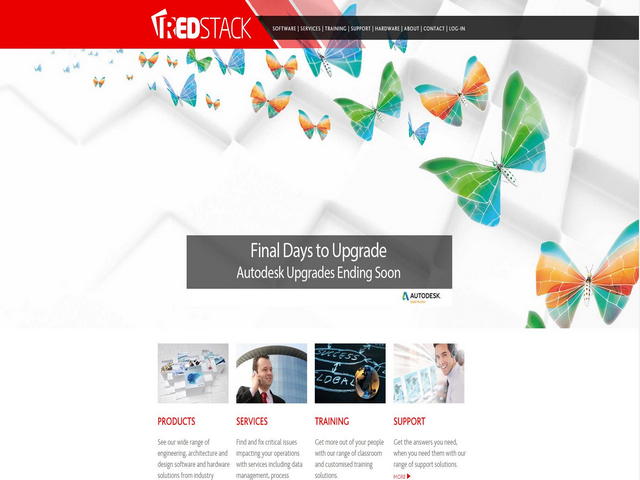 REDSTACK
SOFTWARE | SERVICES | TRAINING | SUPPORT | HARDWARE | ABOUT | CONTACT | LOG-IN
Final Days to Upgrade
Autodesk Upgrades Ending Soon
AUTODESK.
SUCCESS
LOCAL
PRODUCTS
See our wide range of
engineering, architecture and
design software and hardware
solutions from industry
SERVICES
Find and fix critical issues
impacting your operations
with services including data
management, process
TRAINING
Get more out of your people
with our range of classroom
and customised training
solutions.
SUPPORT
Get the answers you need,
when you need them with our
range of support solutions.
MORE